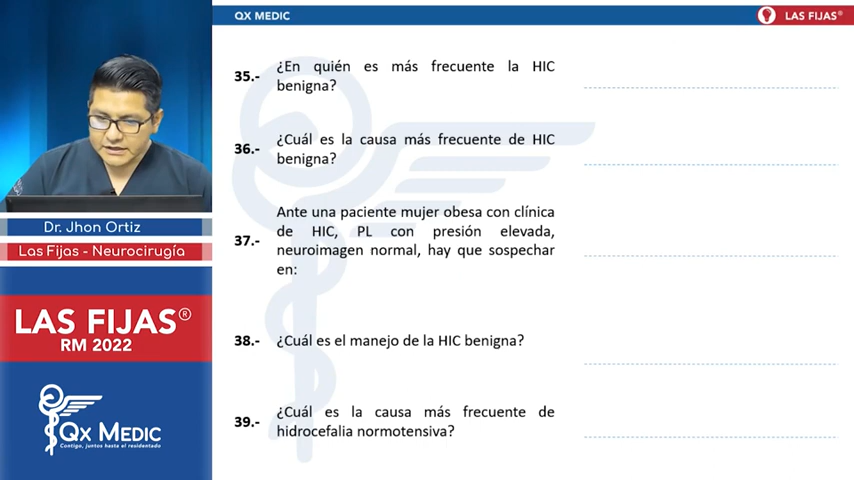 QX MEDIC
LAS FIJAS®
35.- ¿En quién es más frecuente la HIC
benigna?
36.- ¿Cuál es la causa más frecuente de HIC
benigna?
37.- Ante una paciente mujer obesa con clínica
de HIC, PL con presión elevada,
neuroimagen normal, hay que sospechar
en:
38.- ¿Cuál es el manejo de la HIC benigna?
39.- ¿Cuál es la causa más frecuente de
hidrocefalia normotensiva?
Dr. Jhon Ortiz
Las Fijas - Neurocirugía
LAS FIJAS®
RM 2022
QX MEDIC
Contigo, juntos hasta el residentado